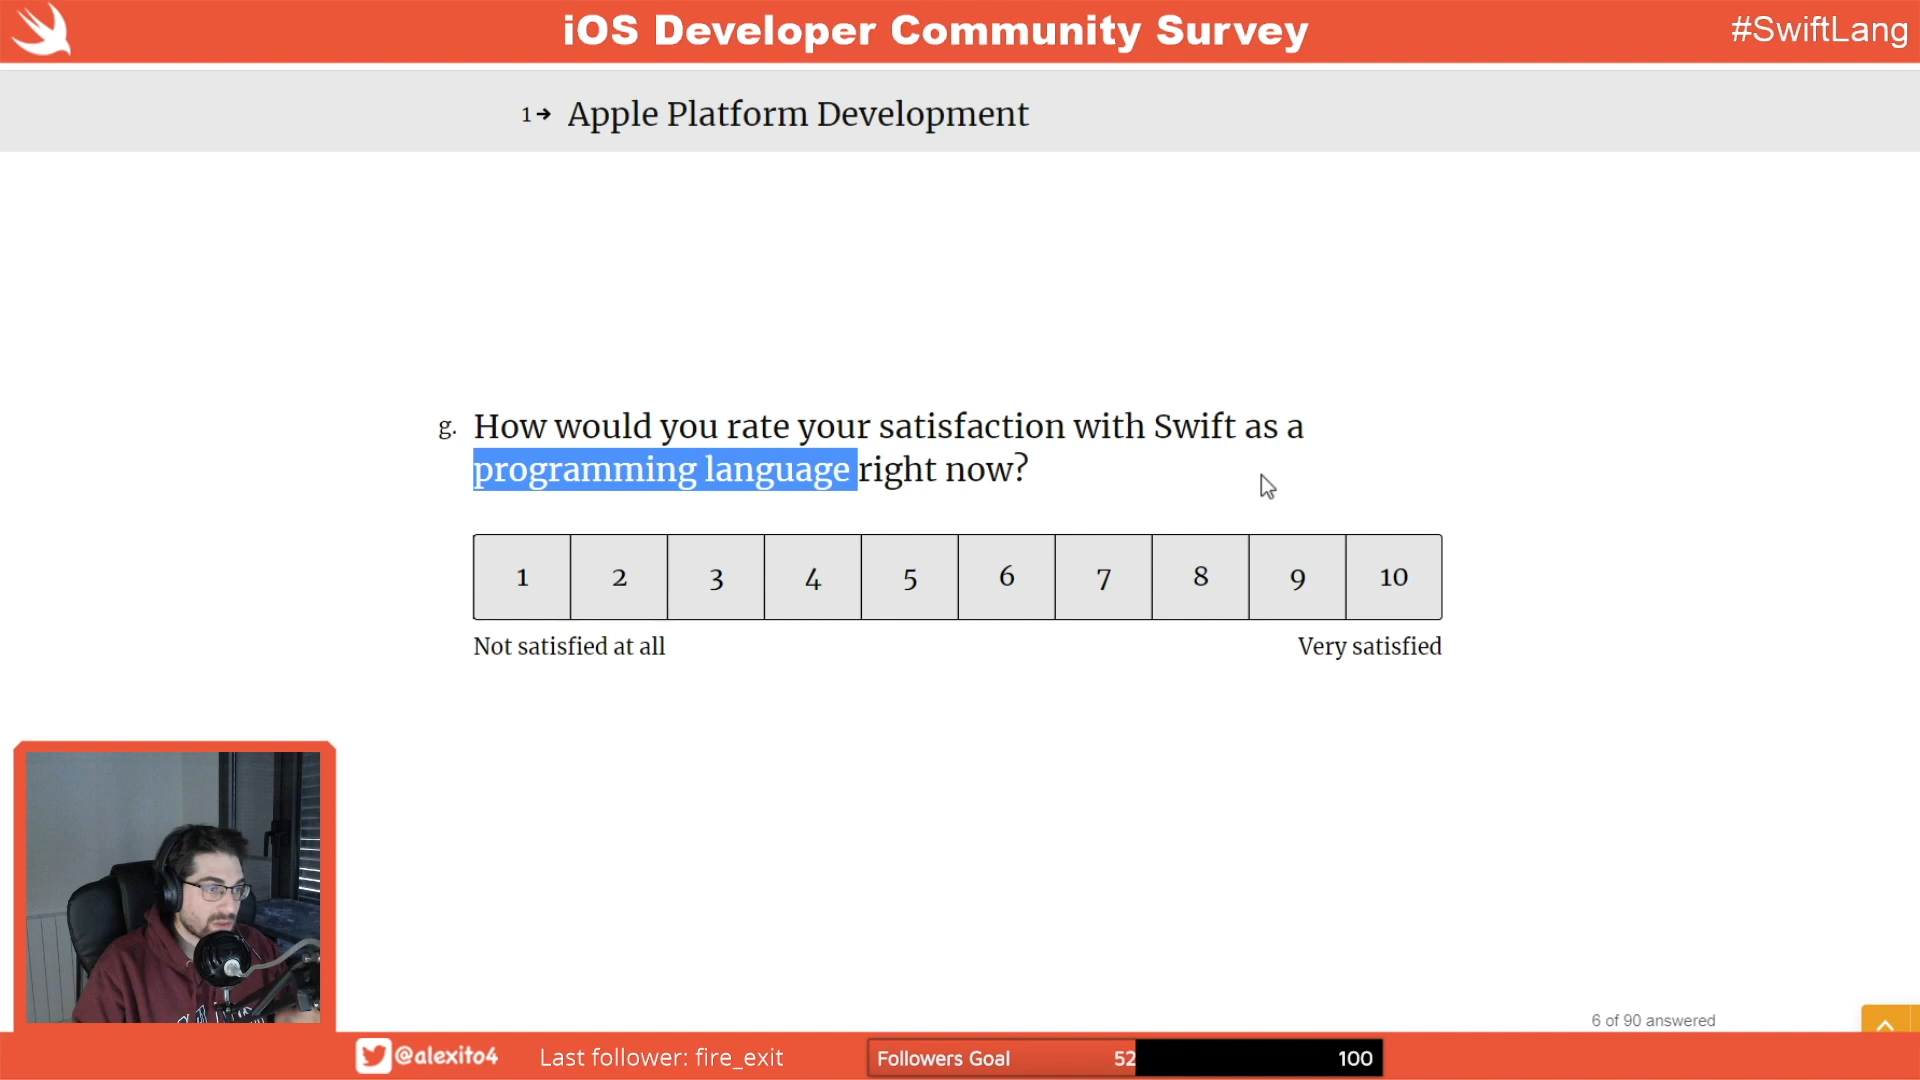 iOS Developer Community Survey
#SwiftLang
1 → Apple Platform Development
g. How would you rate your satisfaction with Swift as a
programming language right now?
1 2 3 4 5 6 7 8 9 10
Not satisfied at all Very satisfied
6 of 90 answered
@alexito4 Last follower: fire_exit Followers Goal 52 100